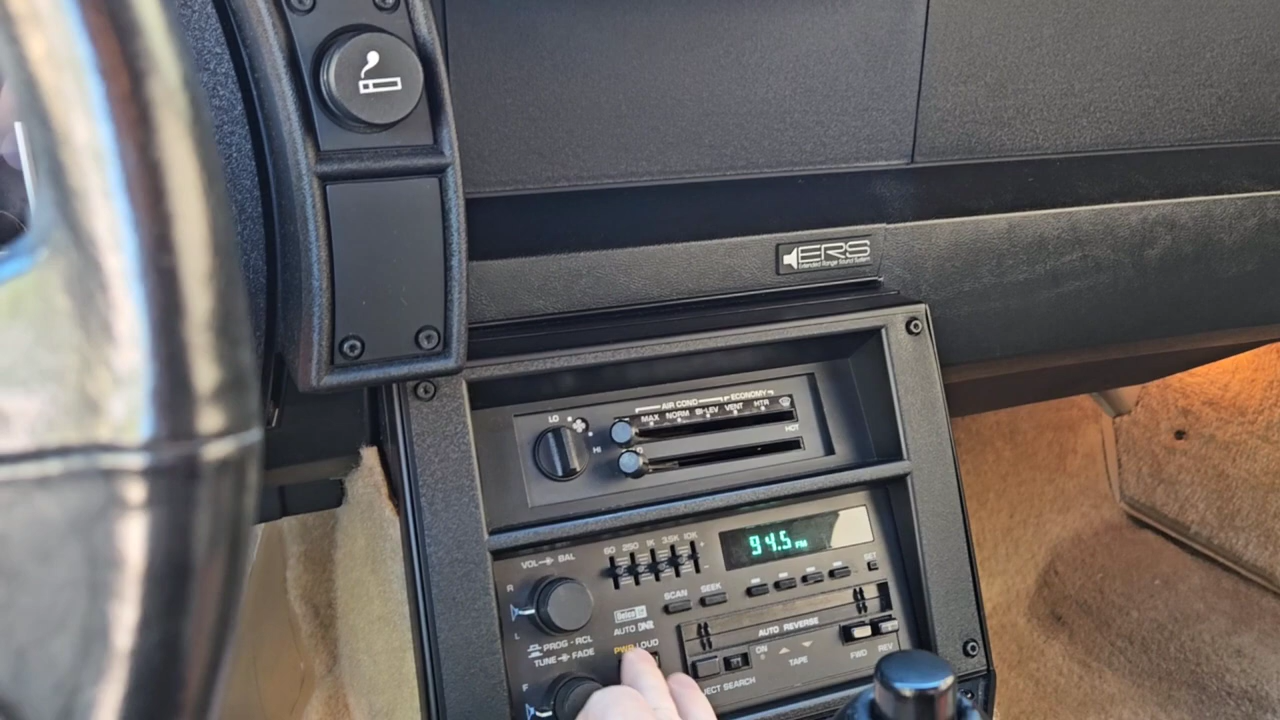 ERS
Extended Range Sound System
AIR COND
ECONOMY
MAX NORM BI-LEV VENT HTR
LO
HI
HOT
60 250 1K 3.5K 10K
VOL BAL
94.5 FM
R
L
SCAN SEEK
SET
Delco
AUTO DNR
PWR LOUD
PROG - RCL
TUNE FADE
F
AUTO REVERSE
ON
TAPE
FWD REV
JECT SEARCH